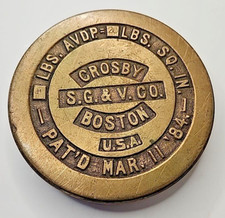 LBS. AVDP= LBS. SQ. IN.
CROSBY
S.G. & V. CO.
BOSTON
U.S.A
PAT'D MAR. 11 '84